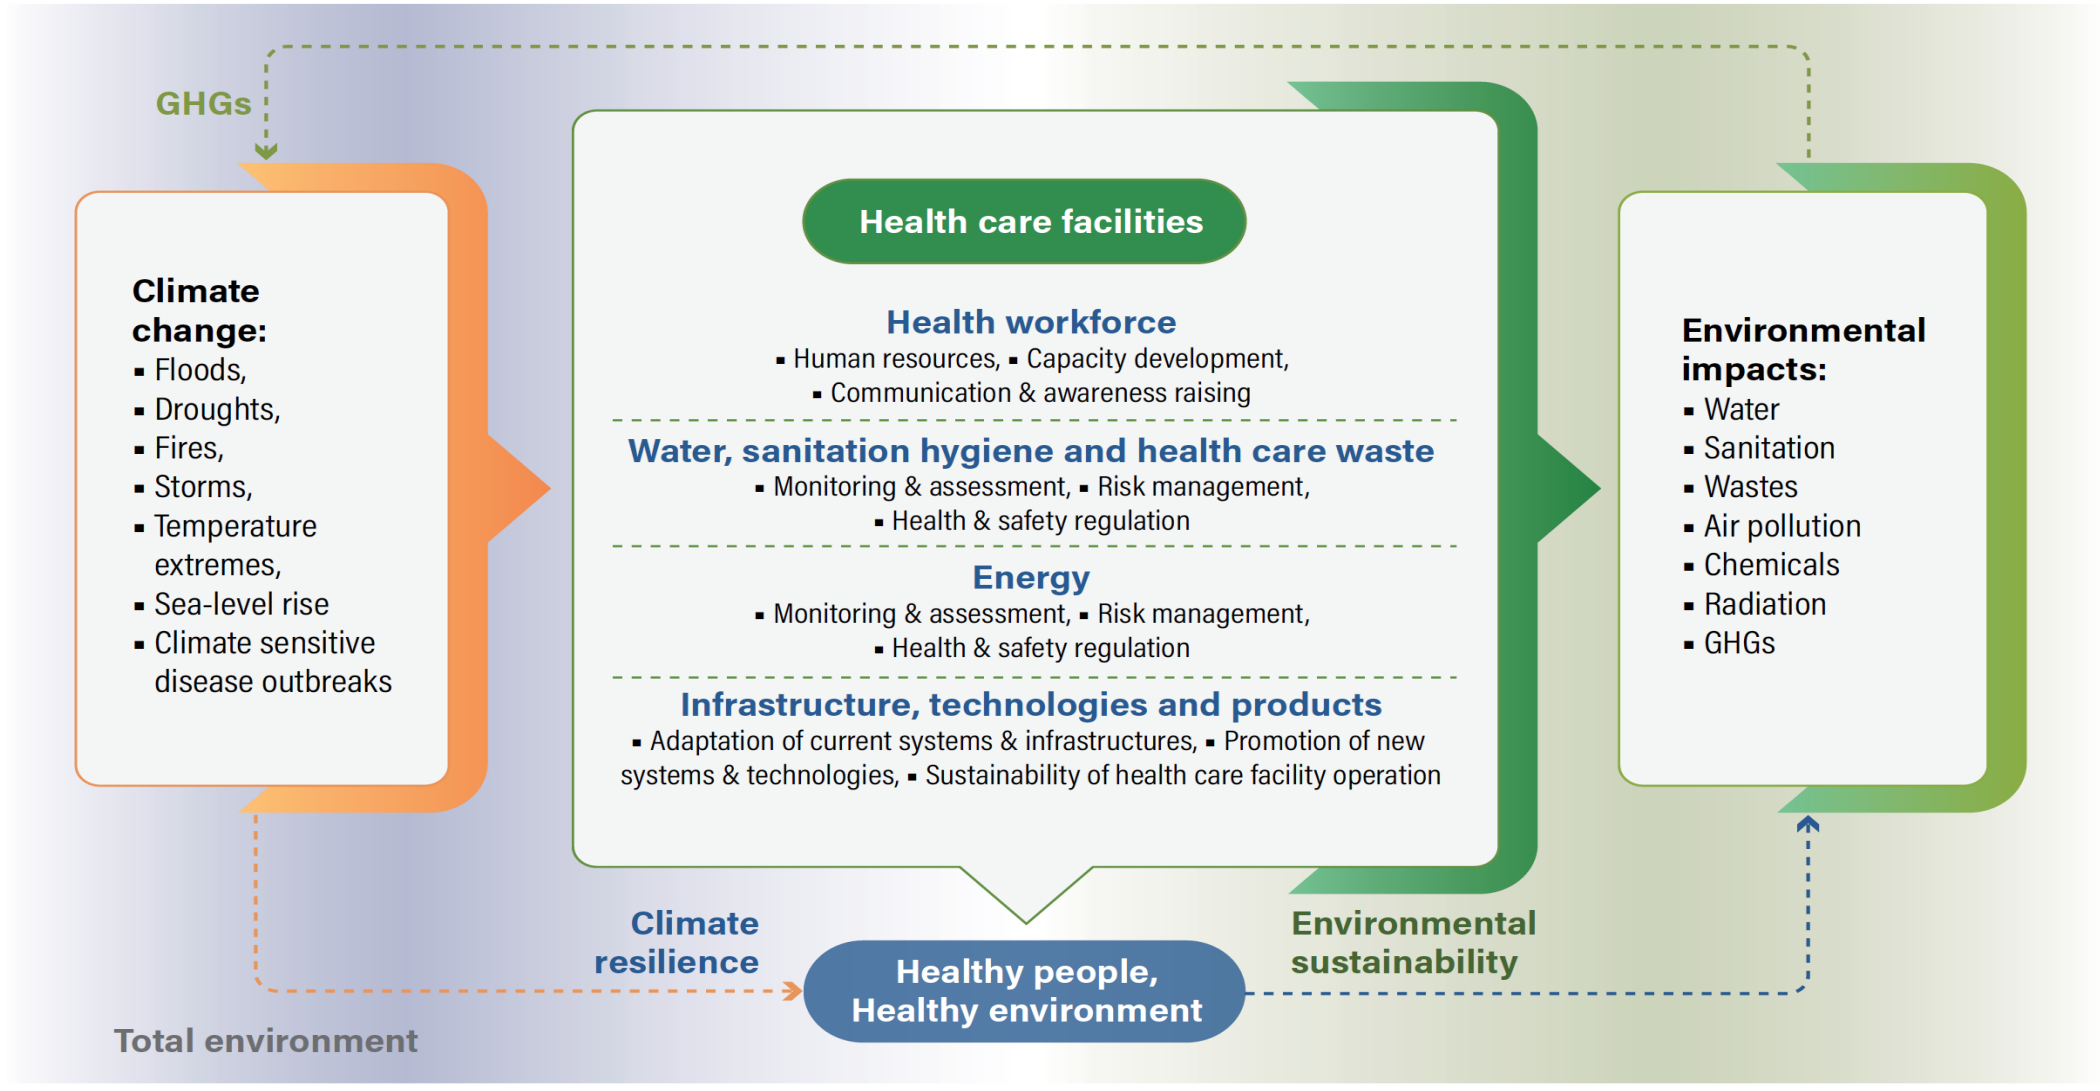 GHGs
Climate
change:
▪ Floods,
▪ Droughts,
▪ Fires,
▪ Storms,
▪ Temperature
extremes,
▪ Sea-level rise
▪ Climate sensitive
disease outbreaks
Health care facilities
Health workforce
▪ Human resources, ▪ Capacity development,
▪ Communication & awareness raising
Water, sanitation hygiene and health care waste
▪ Monitoring & assessment, ▪ Risk management,
▪ Health & safety regulation
Energy
▪ Monitoring & assessment, ▪ Risk management,
▪ Health & safety regulation
Infrastructure, technologies and products
▪ Adaptation of current systems & infrastructures, ▪ Promotion of new
systems & technologies, ▪ Sustainability of health care facility operation
Environmental
impacts:
▪ Water
▪ Sanitation
▪ Wastes
▪ Air pollution
▪ Chemicals
▪ Radiation
▪ GHGs
Climate
resilience
Healthy people,
Healthy environment
Environmental
sustainability
Total environment